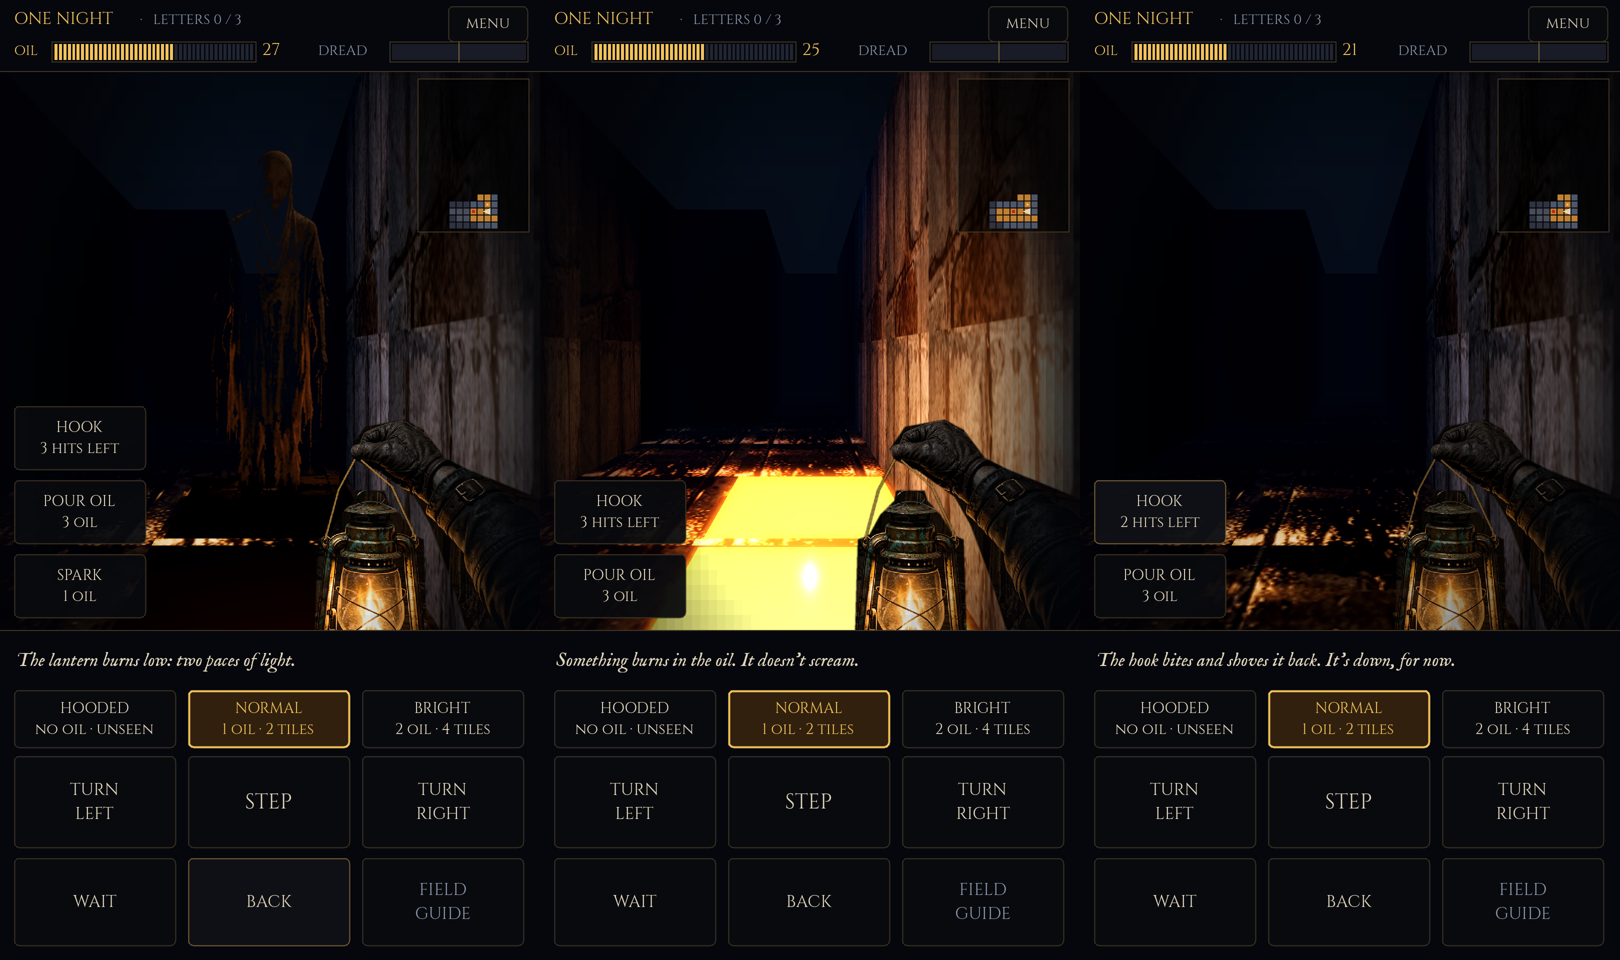 ONE NIGHT · LETTERS 0 / 3
MENU
OIL 27 DREAD
HOOK
3 HITS LEFT
POUR OIL
3 OIL
SPARK
1 OIL
The lantern burns low: two paces of light.
HOODED
NO OIL · UNSEEN
NORMAL
1 OIL · 2 TILES
BRIGHT
2 OIL · 4 TILES
TURN
LEFT
STEP
TURN
RIGHT
WAIT
BACK
FIELD
GUIDE
ONE NIGHT · LETTERS 0 / 3
MENU
OIL 25 DREAD
HOOK
3 HITS LEFT
POUR OIL
3 OIL
Something burns in the oil. It doesn't scream.
HOODED
NO OIL · UNSEEN
NORMAL
1 OIL · 2 TILES
BRIGHT
2 OIL · 4 TILES
TURN
LEFT
STEP
TURN
RIGHT
WAIT
BACK
FIELD
GUIDE
ONE NIGHT · LETTERS 0 / 3
MENU
OIL 21 DREAD
HOOK
2 HITS LEFT
POUR OIL
3 OIL
The hook bites and shoves it back. It's down, for now.
HOODED
NO OIL · UNSEEN
NORMAL
1 OIL · 2 TILES
BRIGHT
2 OIL · 4 TILES
TURN
LEFT
STEP
TURN
RIGHT
WAIT
BACK
FIELD
GUIDE